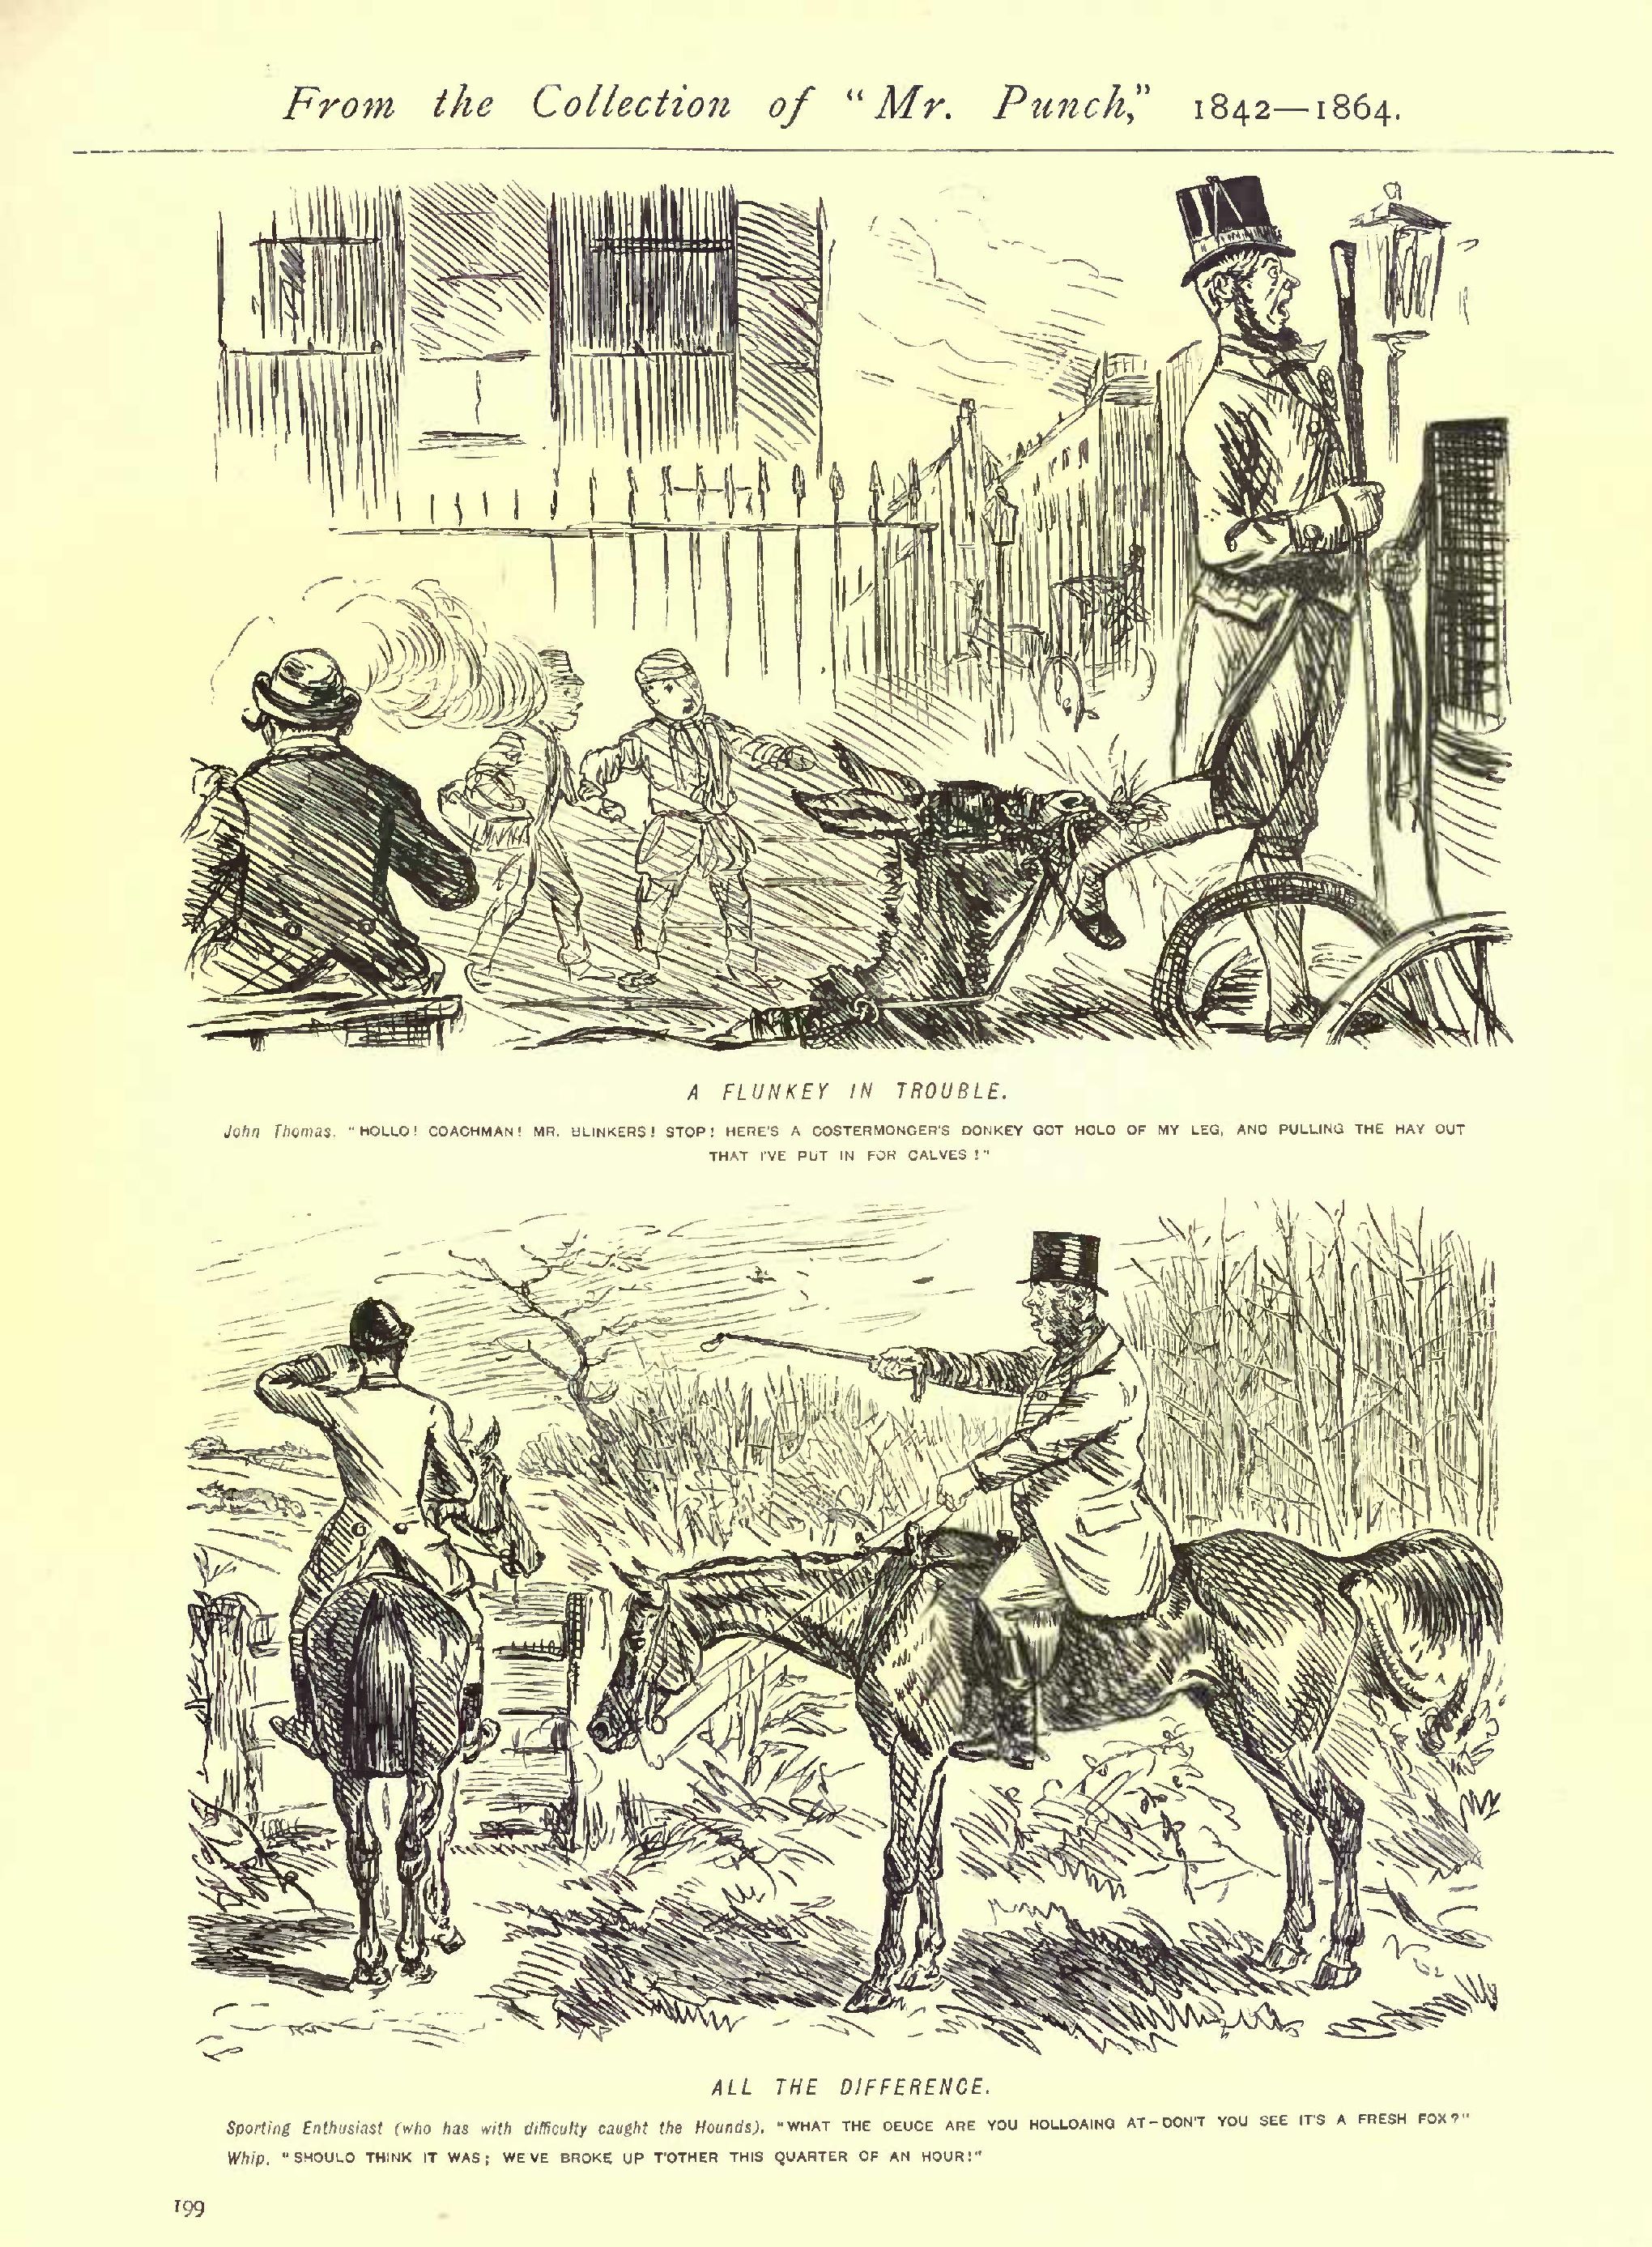 From the Collection of "Mr. Punch," 1842—1864.
A FLUNKEY IN TROUBLE.
John Thomas. "HOLLO! COACHMAN! MR. BLINKERS! STOP! HERE'S A COSTERMONGER'S DONKEY GOT HOLD OF MY LEG, AND PULLING THE HAY OUT
THAT I'VE PUT IN FOR CALVES!"
ALL THE DIFFERENCE.
Sporting Enthusiast (who has with difficulty caught the Hounds). "WHAT THE DEUCE ARE YOU HOLLOAING AT—DON'T YOU SEE IT'S A FRESH FOX?"
Whip. "SHOULD THINK IT WAS; WE'VE BROKE UP T'OTHER THIS QUARTER OF AN HOUR!"
199